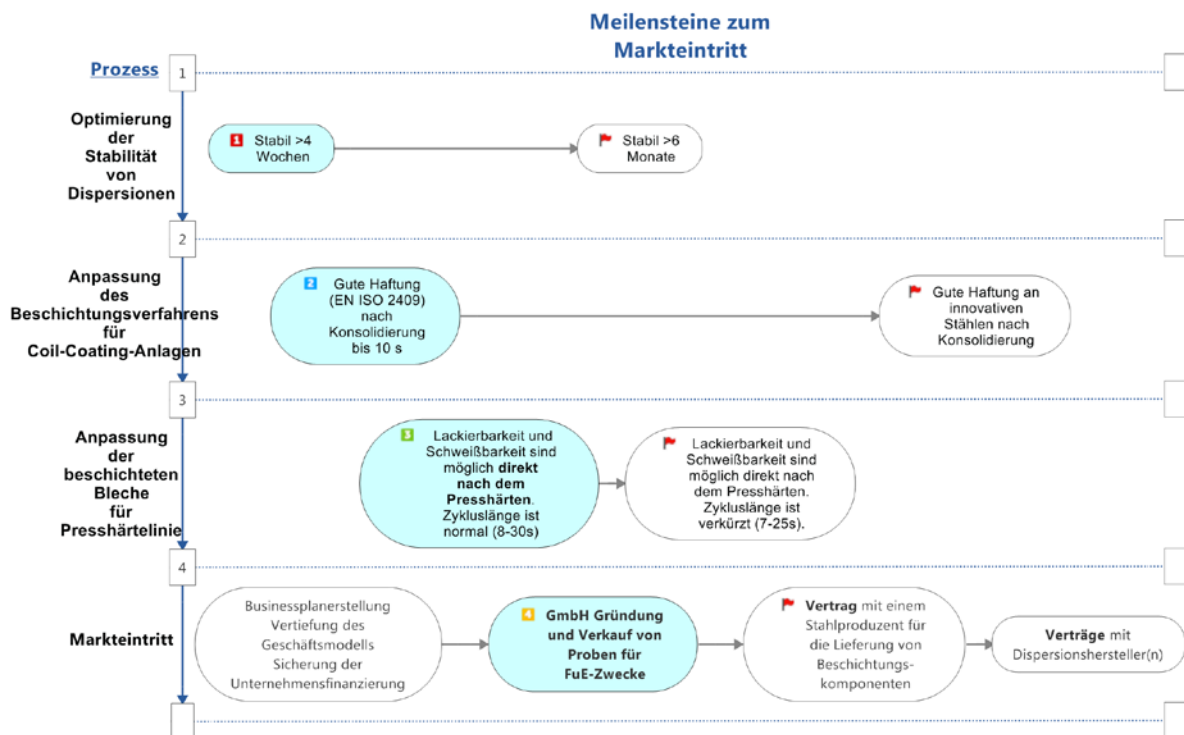 Meilensteine zum
Markteintritt
Prozess
1
Optimierung
der
Stabilität
von
Dispersionen
1 Stabil >4
Wochen
Stabil >6
Monate
2
Anpassung
des
Beschichtungsverfahrens
für
Coil-Coating-Anlagen
2 Gute Haftung
(EN ISO 2409)
nach
Konsolidierung
bis 10 s
Gute Haftung an
innovativen
Stählen nach
Konsolidierung
3
Anpassung
der
beschichteten
Bleche
für
Presshärtelinie
3 Lackierbarkeit und
Schweißbarkeit sind
möglich direkt
nach dem
Presshärten.
Zykluslänge ist
normal (8-30s)
Lackierbarkeit und
Schweißbarkeit sind
möglich direkt nach
dem Presshärten.
Zykluslänge ist
verkürzt (7-25s).
4
Markteintritt
Businessplanerstellung
Vertiefung des
Geschäftsmodells
Sicherung der
Unternehmensfinanzierung
4 GmbH Gründung
und Verkauf von
Proben für
FuE-Zwecke
Vertrag mit einem
Stahlproduzent für
die Lieferung von
Beschichtungs-
komponenten
Verträge mit
Dispersionshersteller(n)